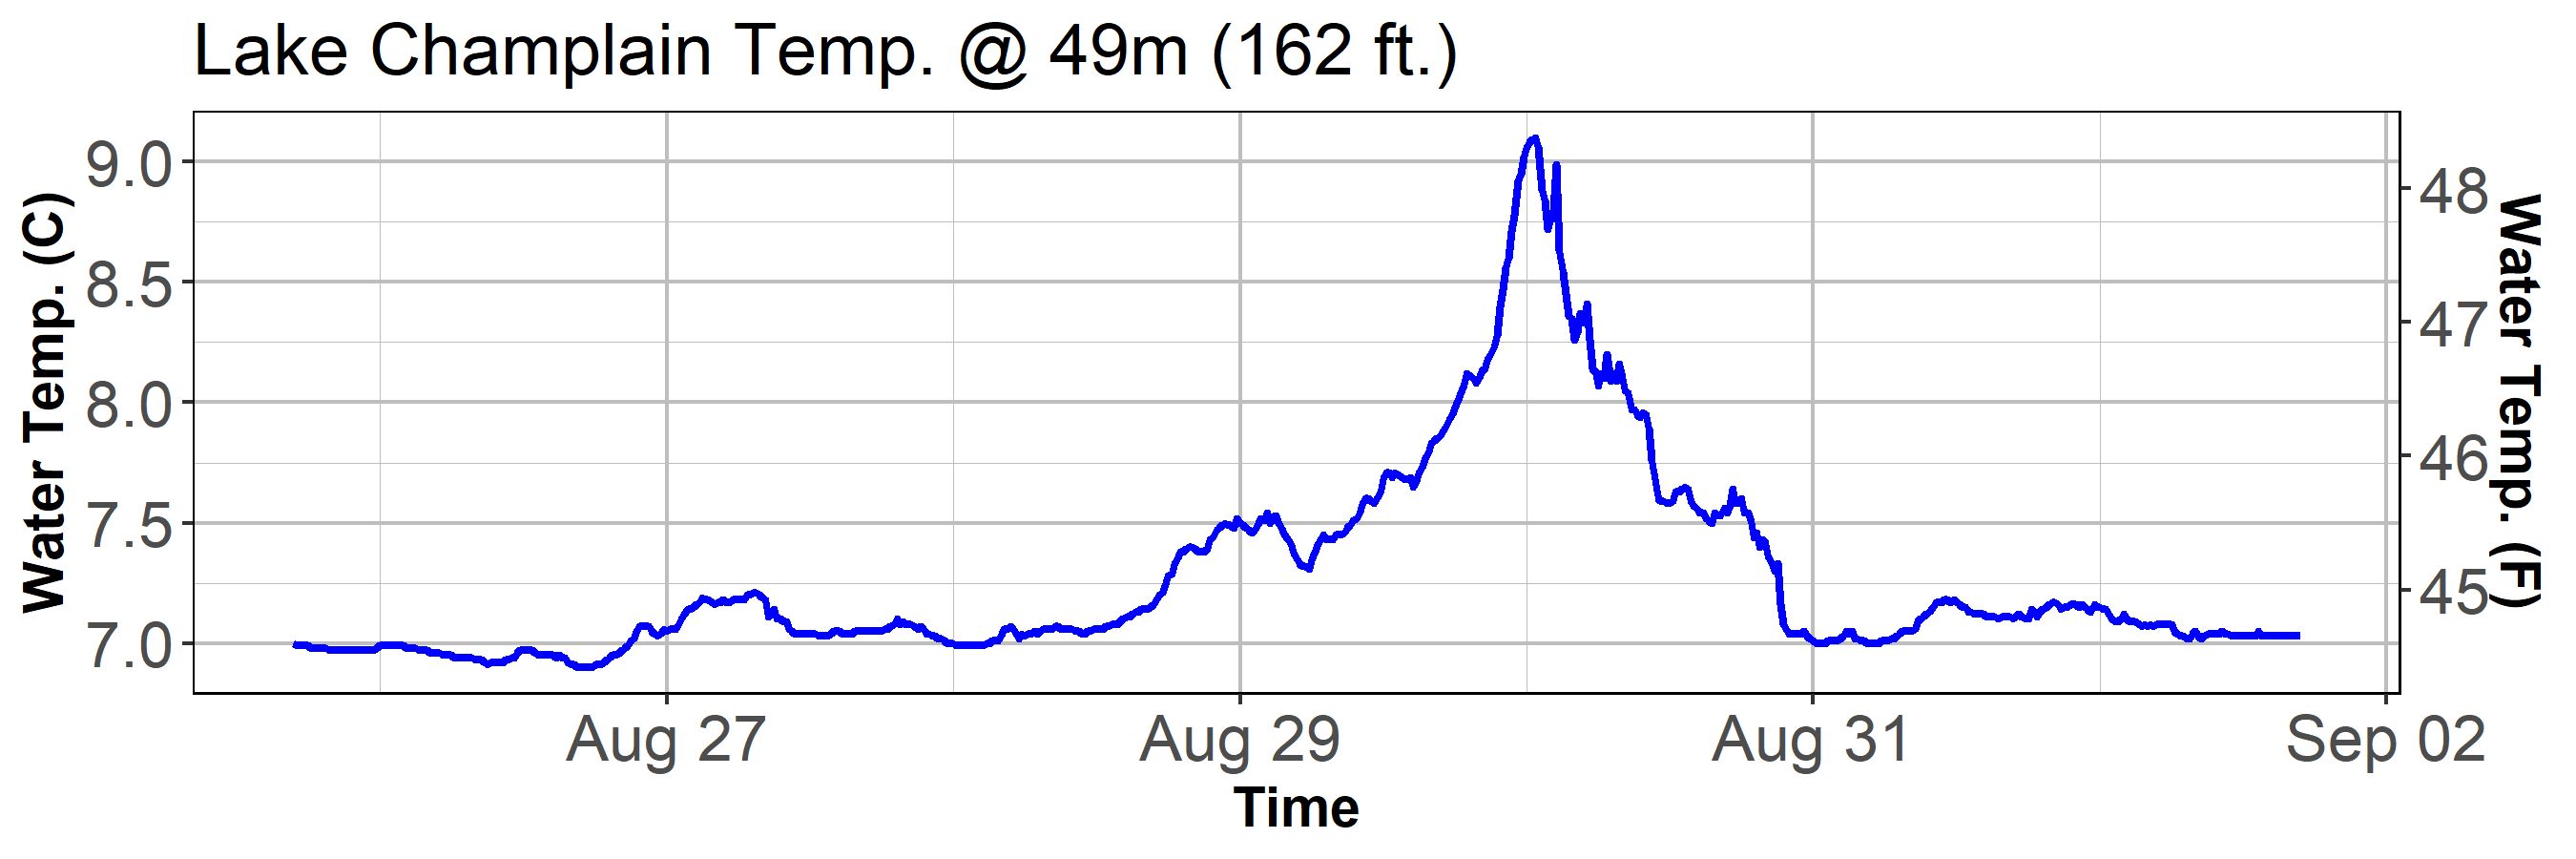 Lake Champlain Temp. @ 49m (162 ft.)
Water Temp. (C)
9.0
8.5
8.0
7.5
7.0
48
47
46
45
Water Temp. (F)
Aug 27
Aug 29
Aug 31
Sep 02
Time